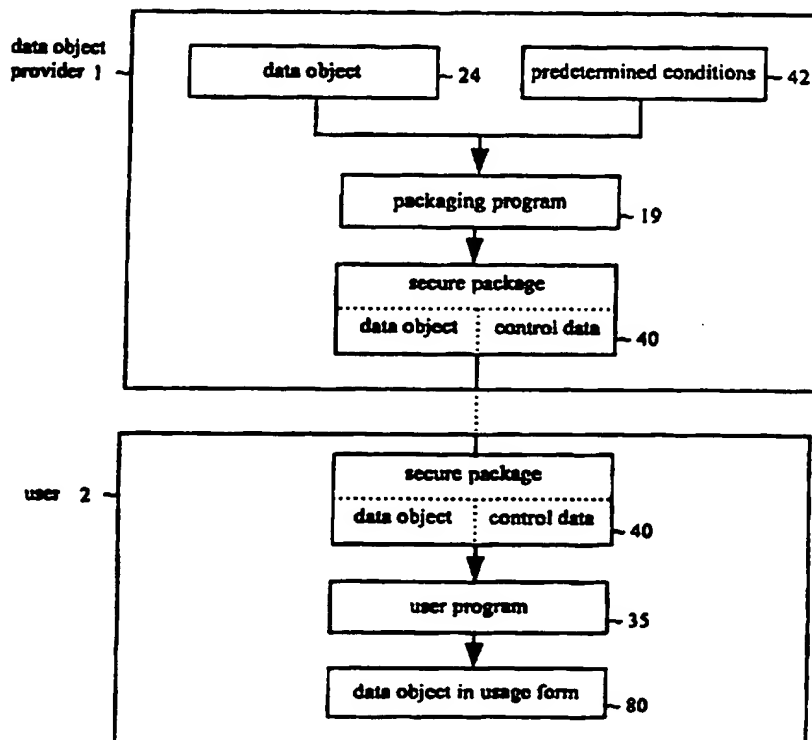 data object
provider 1
data object
24
predetermined conditions
42
packaging program
19
secure package
data object control data
40
user 2
secure package
data object control data
40
user program
35
data object in usage form
80